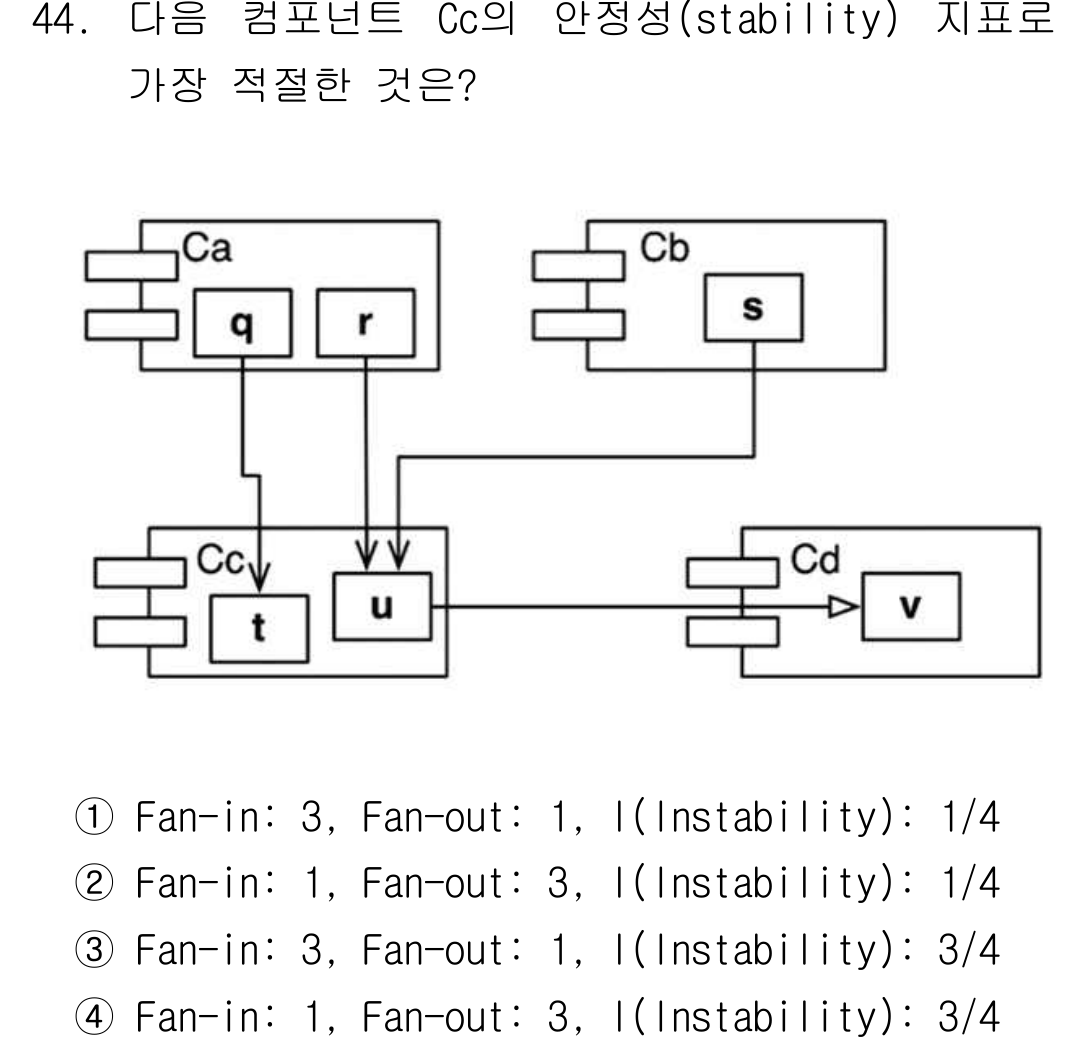 44. 다음 컴포넌트 Cc의 안정성(stability) 지표로
가장 적절한 것은?
Ca
Cb
q
r
s
Cc
Cd
t
u
v
① Fan-in: 3, Fan-out: 1, I(Instability): 1/4
② Fan-in: 1, Fan-out: 3, I(Instability): 1/4
③ Fan-in: 3, Fan-out: 1, I(Instability): 3/4
④ Fan-in: 1, Fan-out: 3, I(Instability): 3/4